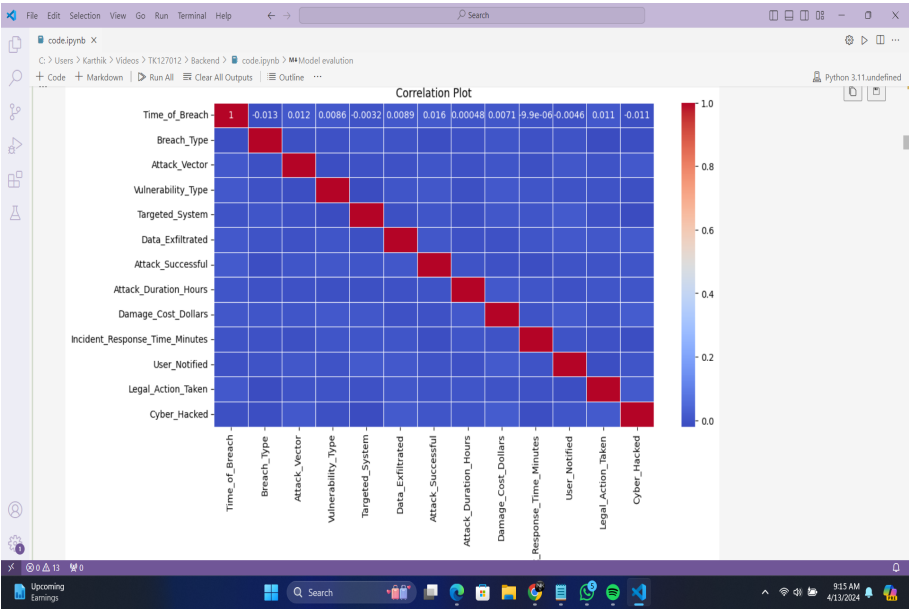 File Edit Selection View Go Run Terminal Help
Search
code.ipynb
C: > Users > Karthik > Videos > TK127012 > Backend > code.ipynb > M↓Model evalution
+ Code + Markdown | Run All Clear All Outputs | Outline ···
Python 3.11.undefined
Correlation Plot
Time_of_Breach
1 -0.013 0.012 0.0086 -0.0032 0.0089 0.016 0.00048 0.0071 -9.9e-06 -0.0046 0.011 -0.011
Breach_Type
Attack_Vector
Vulnerability_Type
Targeted_System
Data_Exfiltrated
Attack_Successful
Attack_Duration_Hours
Damage_Cost_Dollars
Incident_Response_Time_Minutes
User_Notified
Legal_Action_Taken
Cyber_Hacked
1.0
0.8
0.6
0.4
0.2
0.0
Time_of_Breach
Breach_Type
Attack_Vector
Vulnerability_Type
Targeted_System
Data_Exfiltrated
Attack_Successful
Attack_Duration_Hours
Damage_Cost_Dollars
_Response_Time_Minutes
User_Notified
Legal_Action_Taken
Cyber_Hacked
1
0 13 0
Upcoming
Earnings
Search
9:15 AM
4/13/2024